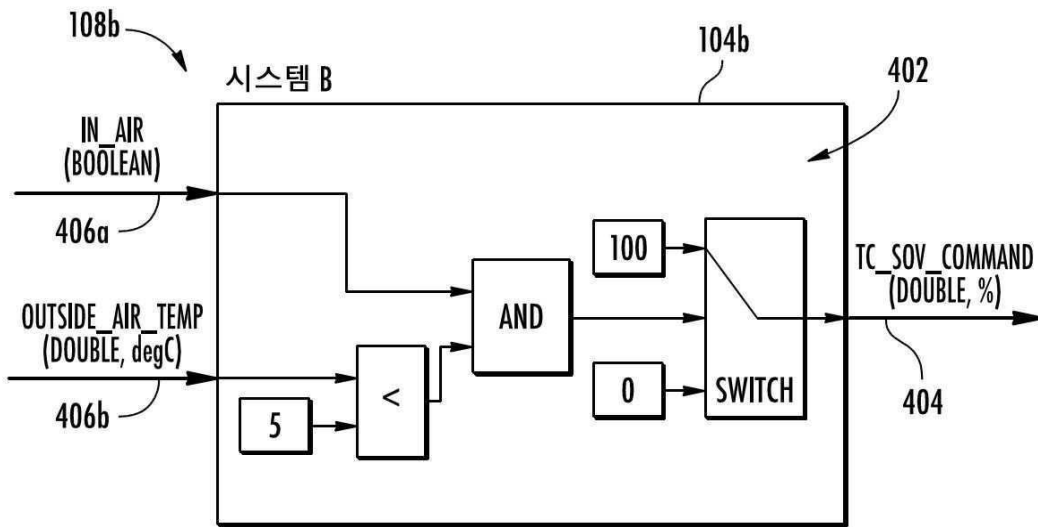 108b
시스템 B
104b
402
IN_AIR
(BOOLEAN)
406a
100
TC_SOV_COMMAND
(DOUBLE, %)
AND
OUTSIDE_AIR_TEMP
(DOUBLE, degC)
<
0
SWITCH
404
406b
5